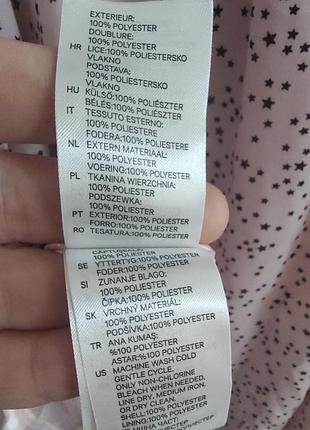 EXTERIEUR:
100% POLYESTER
DOUBLURE:
100% POLYESTER
HR LICE:100% POLIESTERSKO
VLAKNO
PODSTAVA:
100% POLIESTERSKO
VLAKNO
HU KÜLSŐ:100% POLIÉSZTER
BÉLÉS:100% POLIÉSZTER
IT TESSUTO ESTERNO:
100% POLIESTERE
FODERA:100% POLIESTERE
NL EXTERN MATERIAAL:
100% POLYESTER
VOERING:100% POLYESTER
PL TKANINA WIERZCHNIA:
100% POLIESTER
PODSZEWKA:
100% POLIESTER
PT EXTERIOR:100% POLIÉSTER
FORRO:100% POLIÉSTER
RO TESATURA:100% POLIESTER
100% POLIESTER
SE YTTERTYG:100% POLYESTER
FODER:100% POLYESTER
SI ZUNANJE BLAGO:
100% POLIESTER
ČIPKA:100% POLIESTER
SK VRCHNÝ MATERIÁL:
100% POLYESTER
PODŠÍVKA:100% POLYESTER
TR ANA KUMAŞ:
%100 POLYESTER
ASTAR:%100 POLYESTER
US MACHINE WASH COLD
GENTLE CYCLE.
ONLY NON-CHLORINE
BLEACH WHEN NEEDED.
LINE DRY, MEDIUM IRON,
OR DRY CLEAN.
SHELL:100% POLYESTER
LINING:100% POLYESTER